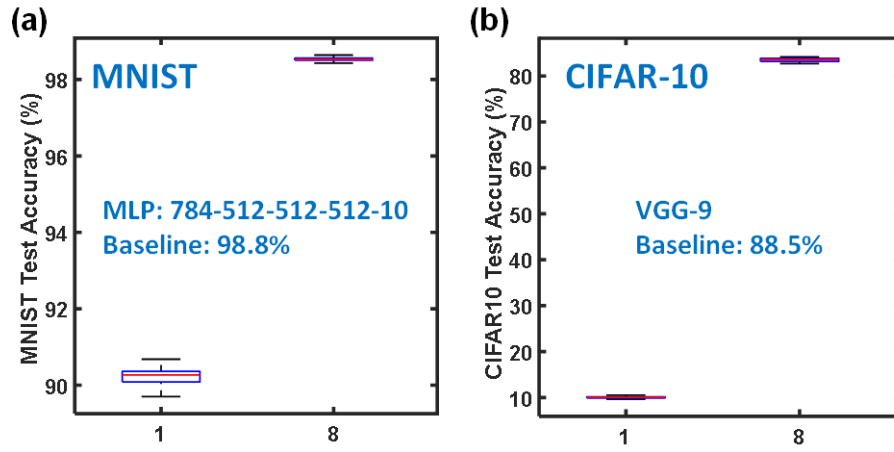 (a)
MNIST Test Accuracy (%)
98
96
94
92
90
MNIST
MLP: 784-512-512-512-10
Baseline: 98.8%
1
8
(b)
CIFAR10 Test Accuracy (%)
80
70
60
50
40
30
20
10
CIFAR-10
VGG-9
Baseline: 88.5%
1
8